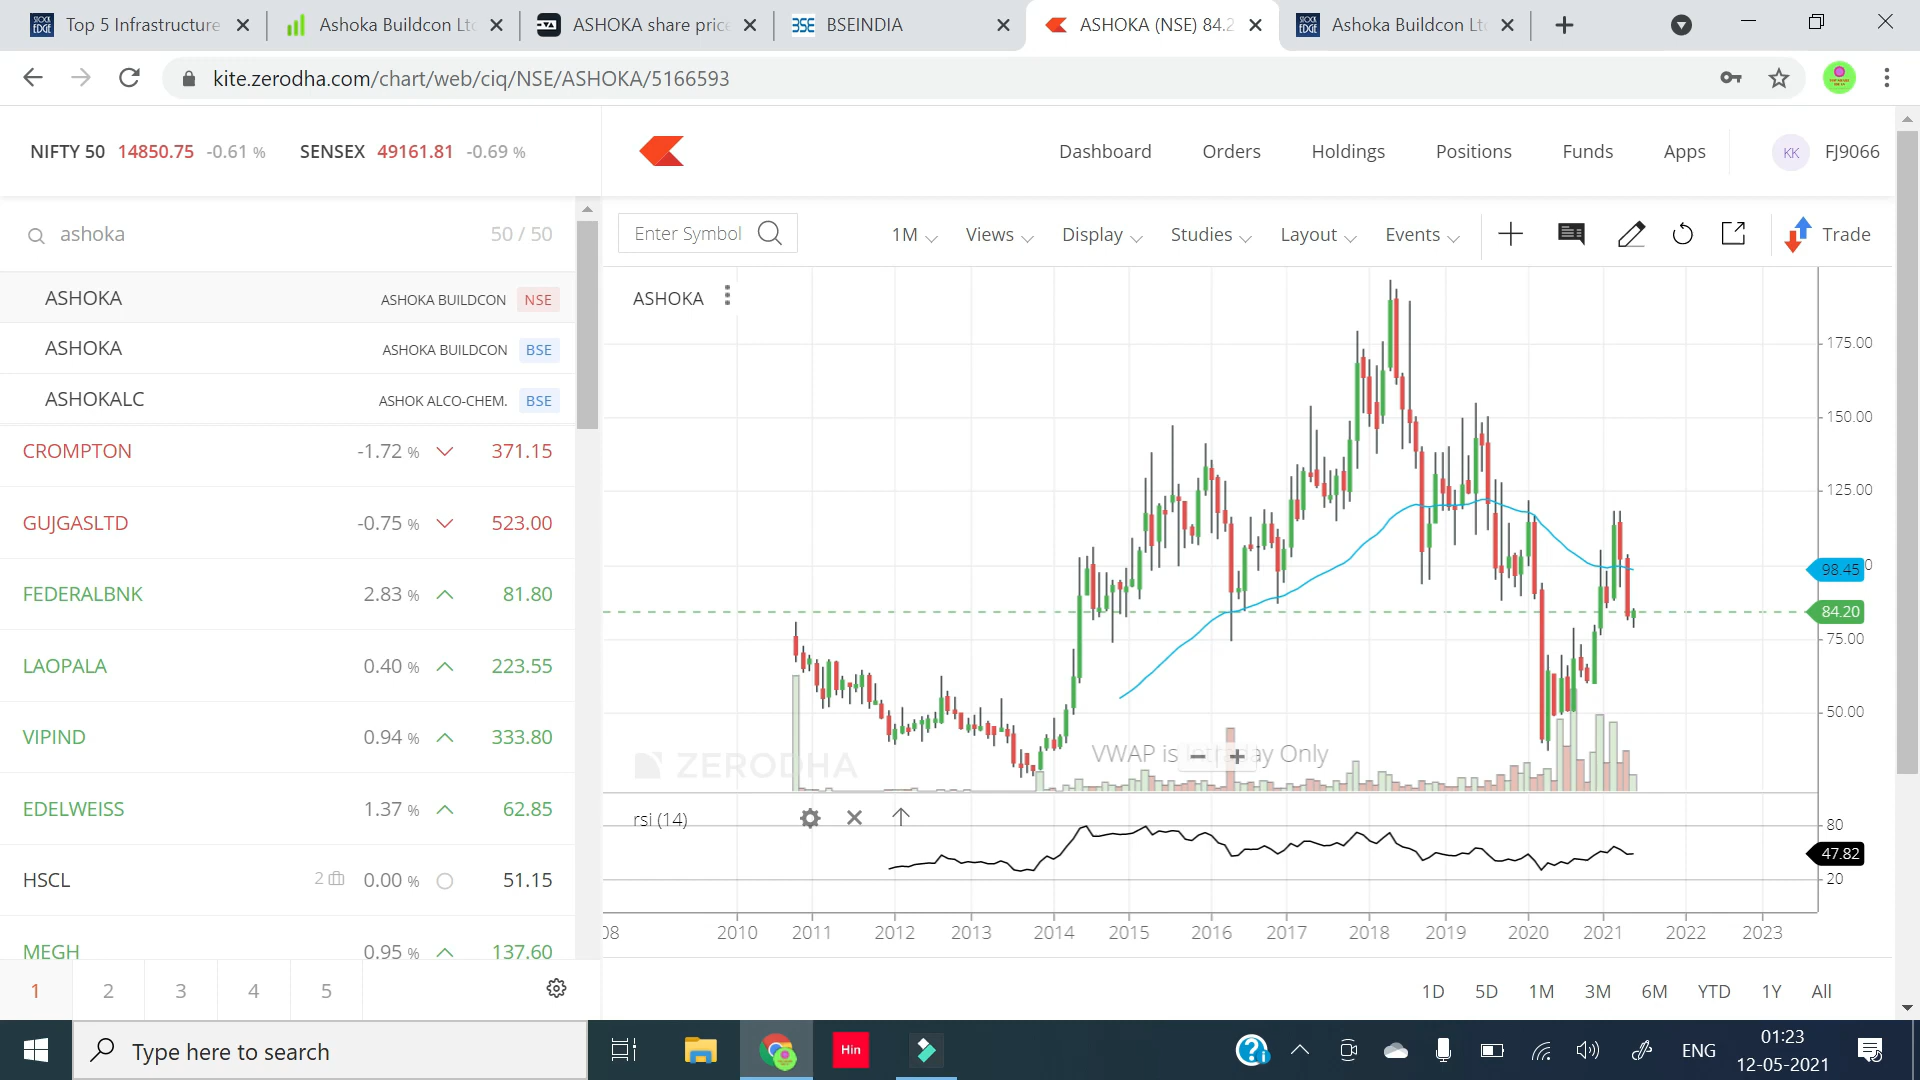 Top 5 Infrastructure
Ashoka Buildcon Ltd
ASHOKA share price
BSEINDIA
ASHOKA (NSE) 84.2
Ashoka Buildcon Ltd
kite.zerodha.com/chart/web/ciq/NSE/ASHOKA/5166593
NIFTY 50 14850.75 -0.61 %
SENSEX 49161.81 -0.69 %
Dashboard
Orders
Holdings
Positions
Funds
Apps
KK
FJ9066
ashoka
50 / 50
ASHOKA ASHOKA BUILDCON NSE
ASHOKA ASHOKA BUILDCON BSE
ASHOKALC ASHOK ALCO-CHEM. BSE
CROMPTON -1.72 % 371.15
GUJGASLTD -0.75 % 523.00
FEDERALBNK 2.83 % 81.80
LAOPALA 0.40 % 223.55
VIPIND 0.94 % 333.80
EDELWEISS 1.37 % 62.85
HSCL 2 0.00 % 51.15
MEGH 0.95 % 137.60
1 2 3 4 5
Enter Symbol
1M
Views
Display
Studies
Layout
Events
Trade
ASHOKA
175.00
150.00
125.00
98.45
84.20
75.00
50.00
ZERODHA
VWAP is Intraday Only
rsi (14)
80
47.82
20
08 2010 2011 2012 2013 2014 2015 2016 2017 2018 2019 2020 2021 2022 2023
1D 5D 1M 3M 6M YTD 1Y All
Type here to search
Hin
ENG
01:23
12-05-2021